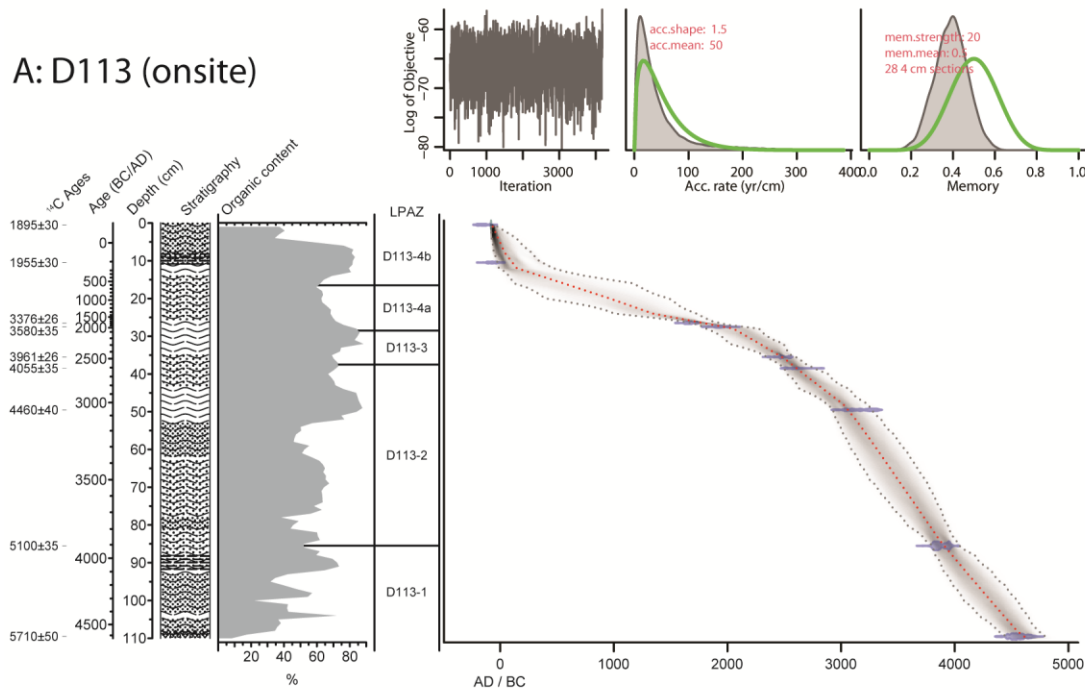 A: D113 (onsite)
Log of Objective
−60
−70
−80
0 1000 3000
Iteration
acc.shape: 1.5
acc.mean: 50
0 100 200 300 400
Acc. rate (yr/cm)
mem.strength: 20
mem.mean: 0.5
28 4 cm sections
0.0 0.2 0.4 0.6 0.8 1.0
Memory
¹⁴C Ages
Age (BC/AD)
Depth (cm)
Stratigraphy
Organic content
LPAZ
1895±30
1955±30
3376±26
3580±35
3961±26
4055±35
4460±40
5100±35
5710±50
0
500
1000
1500
2000
2500
3000
3500
4000
4500
0
10
20
30
40
50
60
70
80
90
100
110
D113-4b
D113-4a
D113-3
D113-2
D113-1
20 40 60 80
%
0 1000 2000 3000 4000 5000
AD / BC